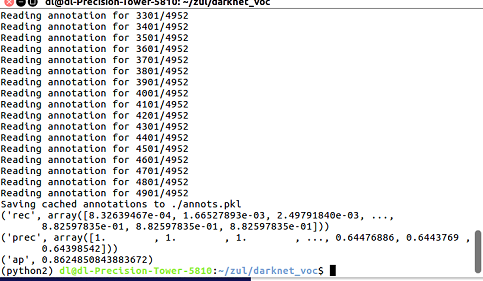 dl@dl-Precision-Tower-5810: ~/zul/darknet_voc
Reading annotation for 3301/4952
Reading annotation for 3401/4952
Reading annotation for 3501/4952
Reading annotation for 3601/4952
Reading annotation for 3701/4952
Reading annotation for 3801/4952
Reading annotation for 3901/4952
Reading annotation for 4001/4952
Reading annotation for 4101/4952
Reading annotation for 4201/4952
Reading annotation for 4301/4952
Reading annotation for 4401/4952
Reading annotation for 4501/4952
Reading annotation for 4601/4952
Reading annotation for 4701/4952
Reading annotation for 4801/4952
Reading annotation for 4901/4952
Saving cached annotations to ./annots.pkl
('rec', array([8.32639467e-04, 1.66527893e-03, 2.49791840e-03, ...,
8.82597835e-01, 8.82597835e-01, 8.82597835e-01]))
('prec', array([1. , 1. , 1. , ..., 0.64476886, 0.6443769 ,
0.64398542]))
('ap', 0.8624850843883672)
(python2) dl@dl-Precision-Tower-5810:~/zul/darknet_voc$